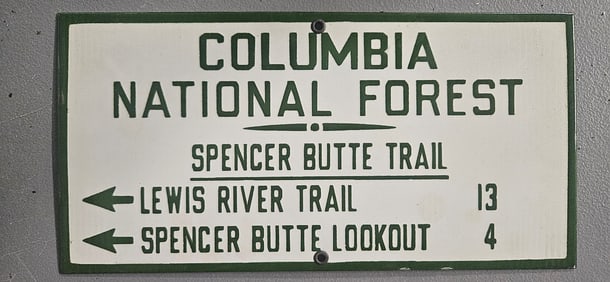 COLUMBIA
NATIONAL FOREST
SPENCER BUTTE TRAIL
LEWIS RIVER TRAIL 13
SPENCER BUTTE LOOKOUT 4